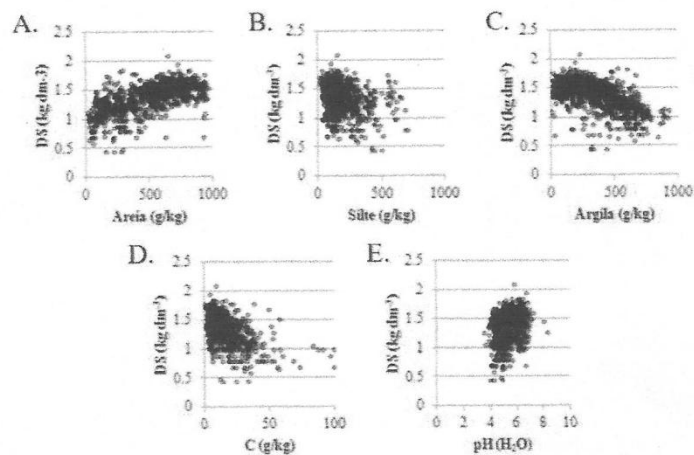 A.
DS (kg dm-3)
2.5
2
1.5
1
0.5
0
0 500 1000
Areia (g/kg)
B.
DS (kg dm-³)
2.5
2
1.5
1
0.5
0
0 500 1000
Silte (g/kg)
C.
DS (kg dm-³)
2.5
2
1.5
1
0.5
0
0 500 1000
Argila (g/kg)
D.
DS (kg dm-³)
2.5
2
1.5
1
0.5
0
0 50 100
C (g/kg)
E.
DS (kg dm-³)
2.5
2
1.5
1
0.5
0
0 2 4 6 8 10
pH (H₂O)